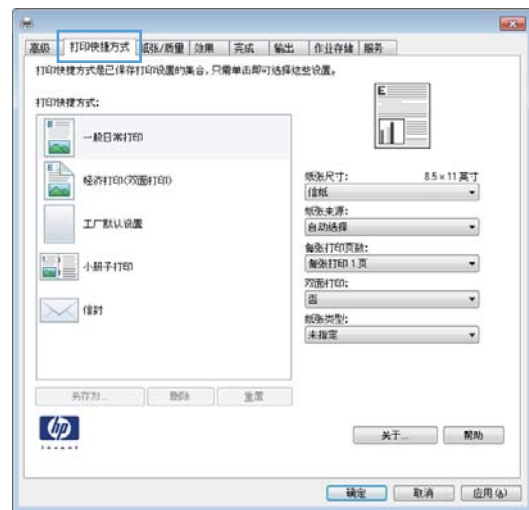 高级 打印快捷方式 纸张/质量 效果 完成 输出 作业存储 服务
打印快捷方式是已保存打印设置的集合，只需单击即可选择这些设置。
打印快捷方式:
一般日常打印
经济打印(双面打印)
工厂默认设置
小册子打印
信封
另存为... 删除 重置
E
纸张尺寸: 8.5 × 11 英寸
信纸
纸张来源:
自动选择
每张打印页数:
每张打印 1 页
双面打印:
否
纸张类型:
未指定
hp
invent
关于... 帮助
确定 取消 应用(A)